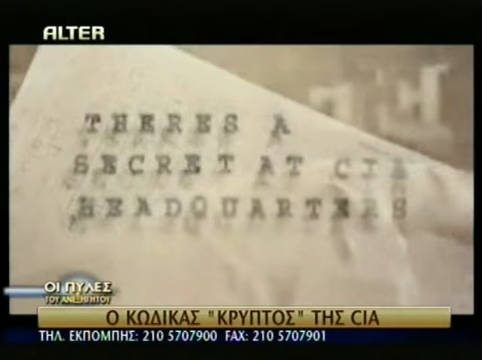 ALTER
THERES A
SECRET AT CIA
HEADQUARTERS
ΟΙ ΠΥΛΕΣ
ΤΟΥ ΑΝΕΞΗΓΗΤΟΥ
Ο ΚΩΔΙΚΑΣ "ΚΡΥΠΤΟΣ" ΤΗΣ CIA
ΤΗΛ. ΕΚΠΟΜΠΗΣ: 210 5707900 FAX: 210 5707901